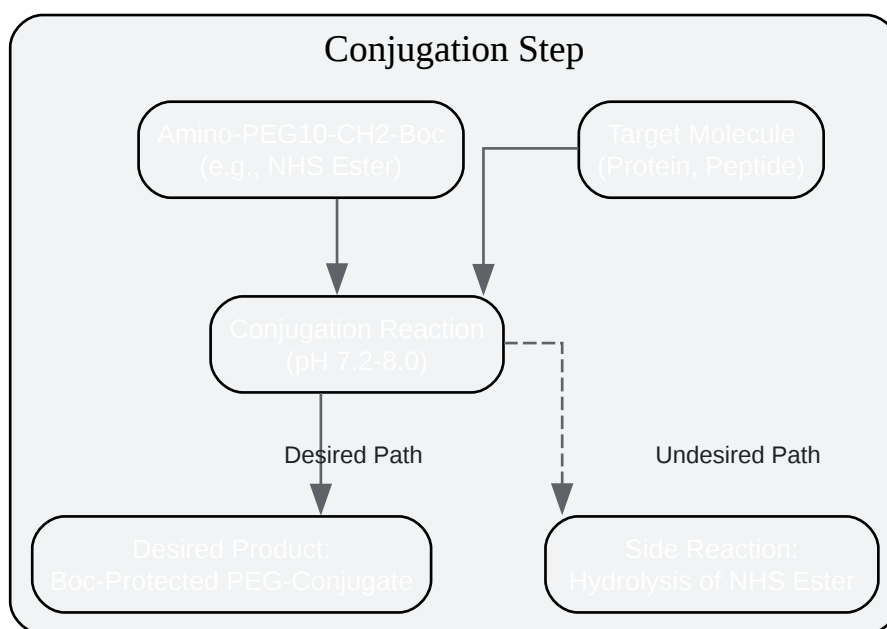 Conjugation Step
Amino-PEG10-CH2-Boc
(e.g., NHS Ester)
Target Molecule
(Protein, Peptide)
Conjugation Reaction
(pH 7.2-8.0)
Desired Path
Undesired Path
Desired Product:
Boc-Protected PEG-Conjugate
Side Reaction:
Hydrolysis of NHS Ester